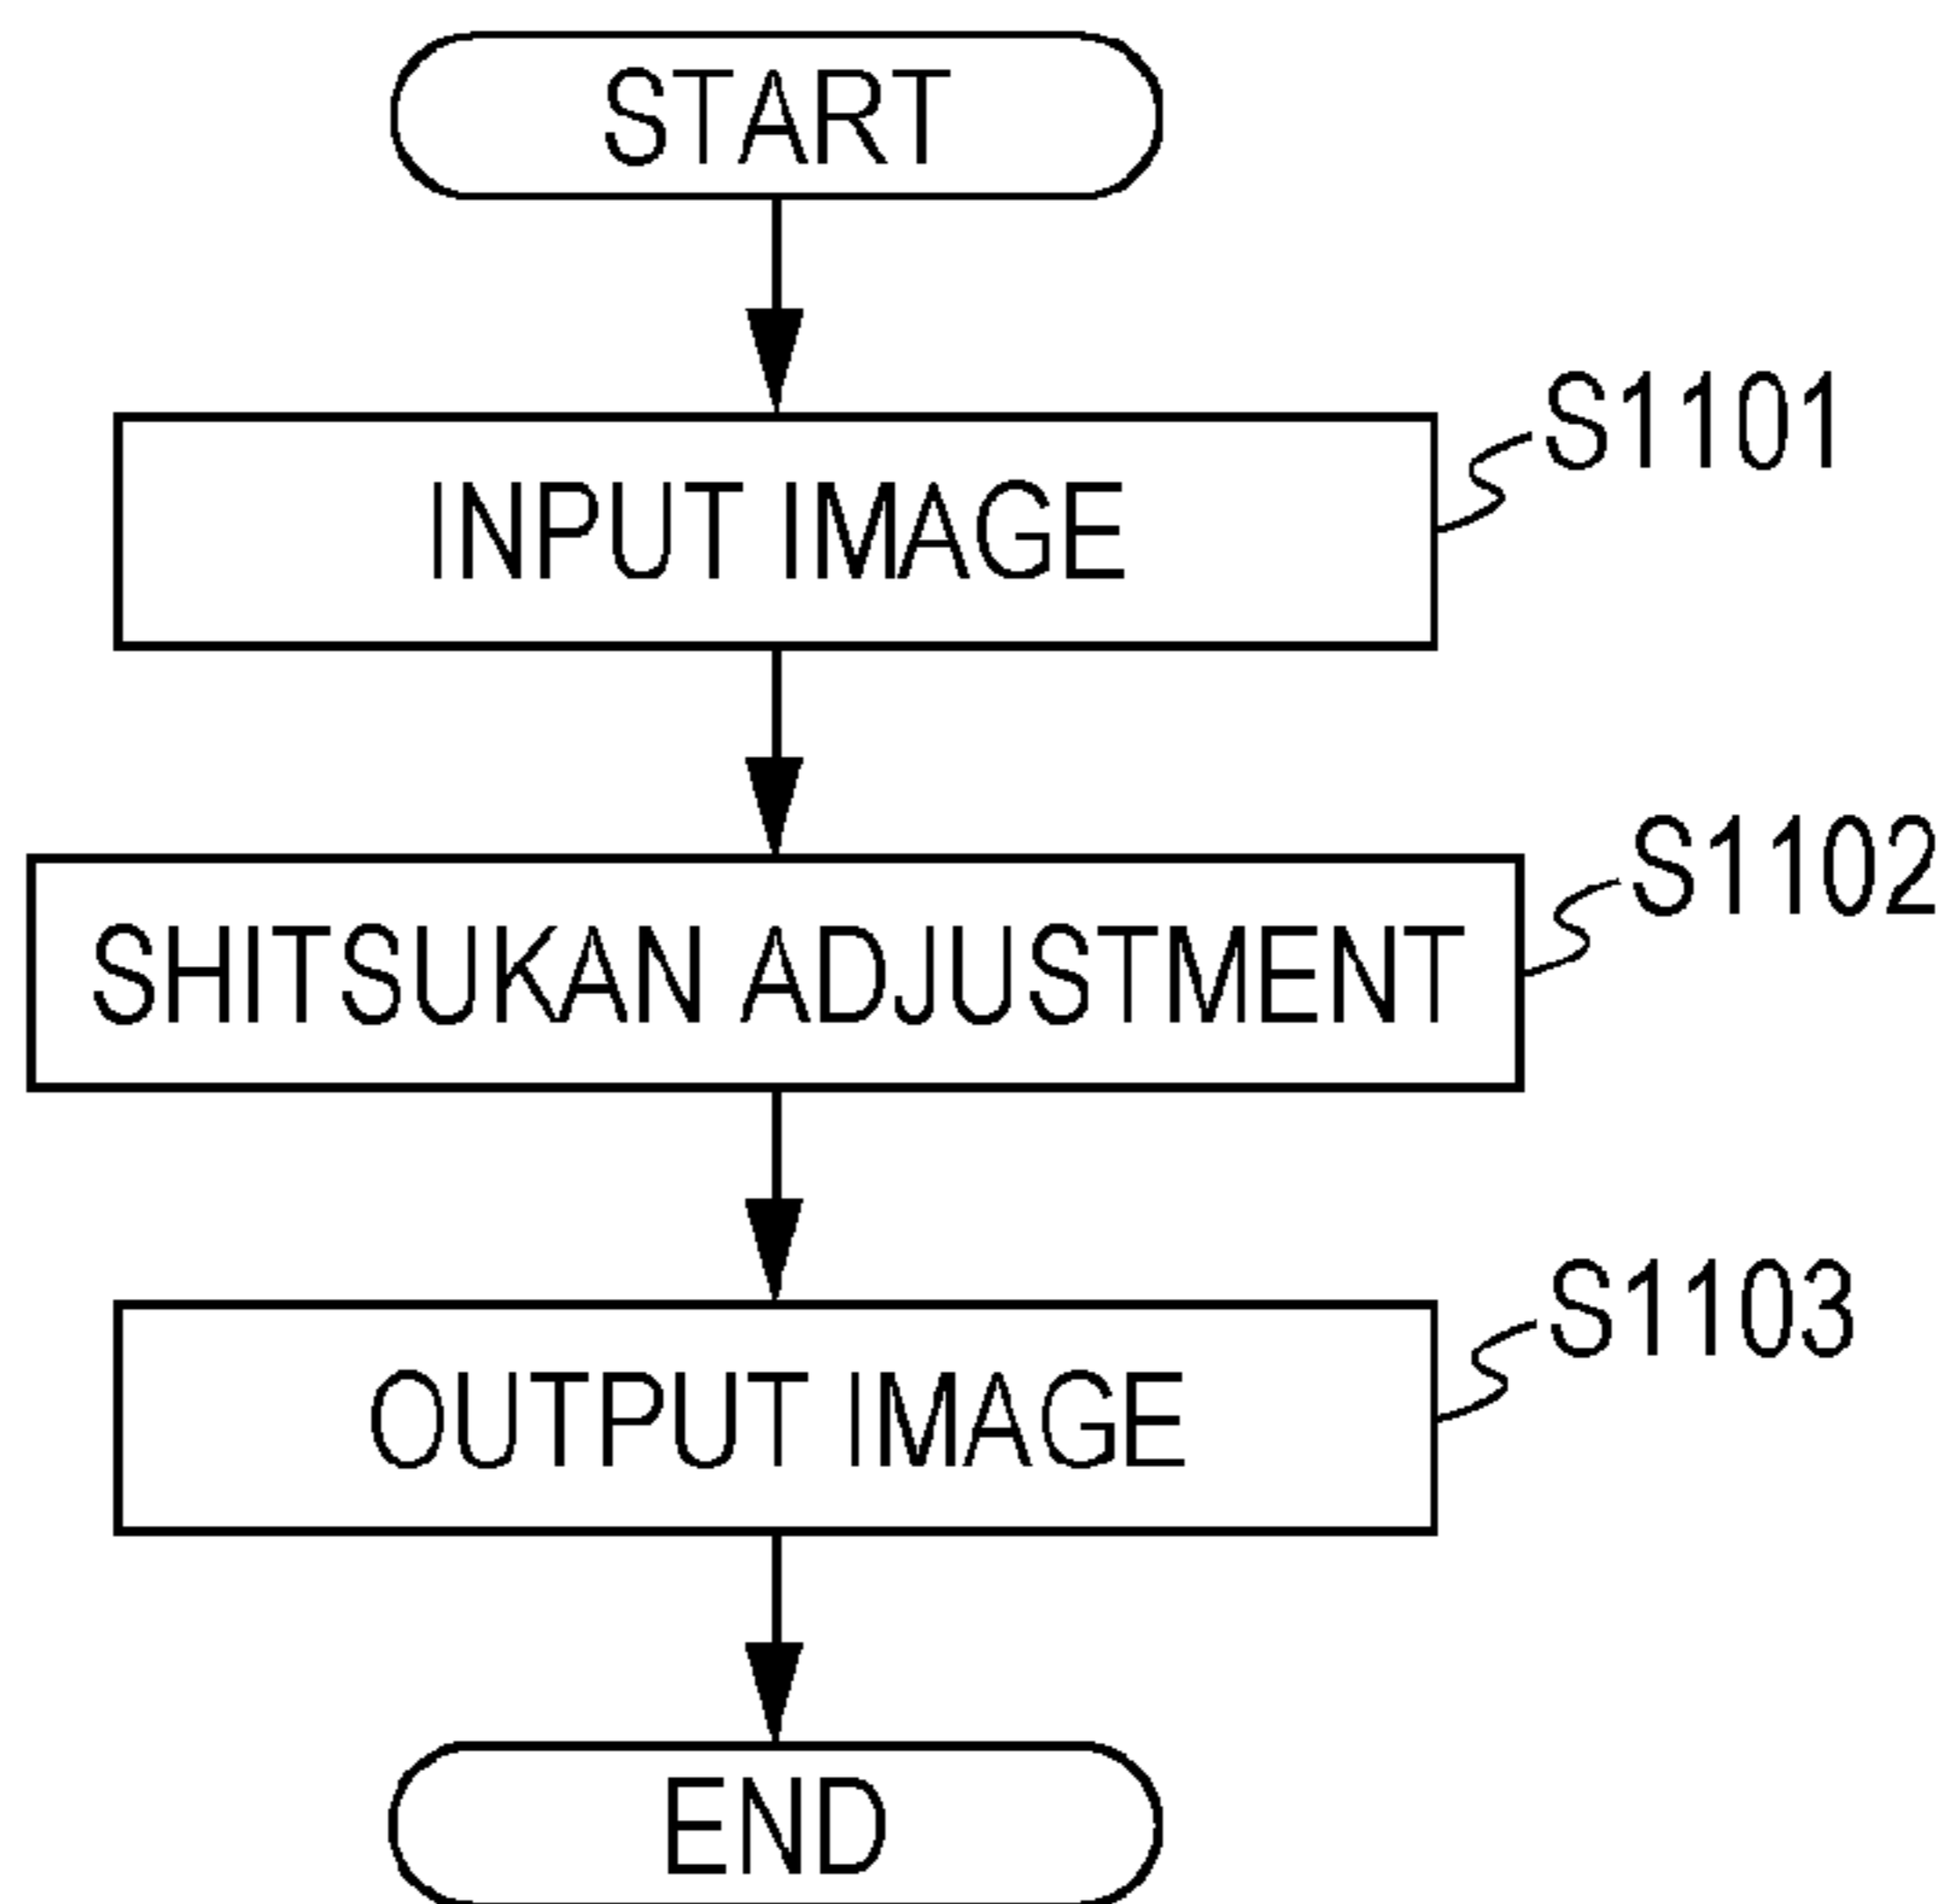 START
S1101
INPUT IMAGE
S1102
SHITSUKAN ADJUSTMENT
S1103
OUTPUT IMAGE
END